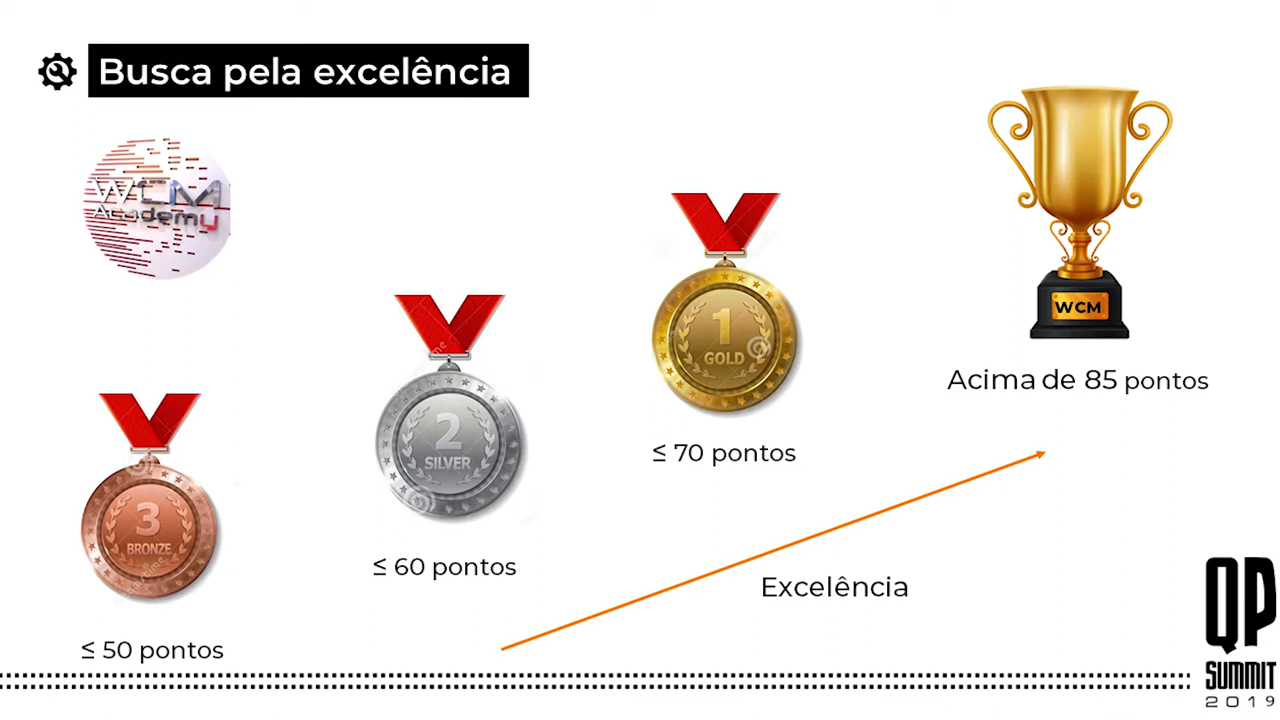 Busca pela excelência
WCM
Academy
WCM
Acima de 85 pontos
1
GOLD
≤ 70 pontos
2
SILVER
≤ 60 pontos
3
BRONZE
≤ 50 pontos
Excelência
QP
SUMMIT
2019